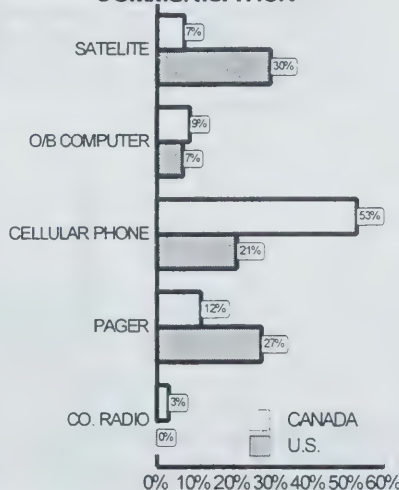 7%
SATELITE
30%
9%
O/B COMPUTER
7%
53%
CELLULAR PHONE
21%
12%
PAGER
27%
3%
CO. RADIO
0%
CANADA
U.S.
0% 10% 20% 30% 40% 50% 60%